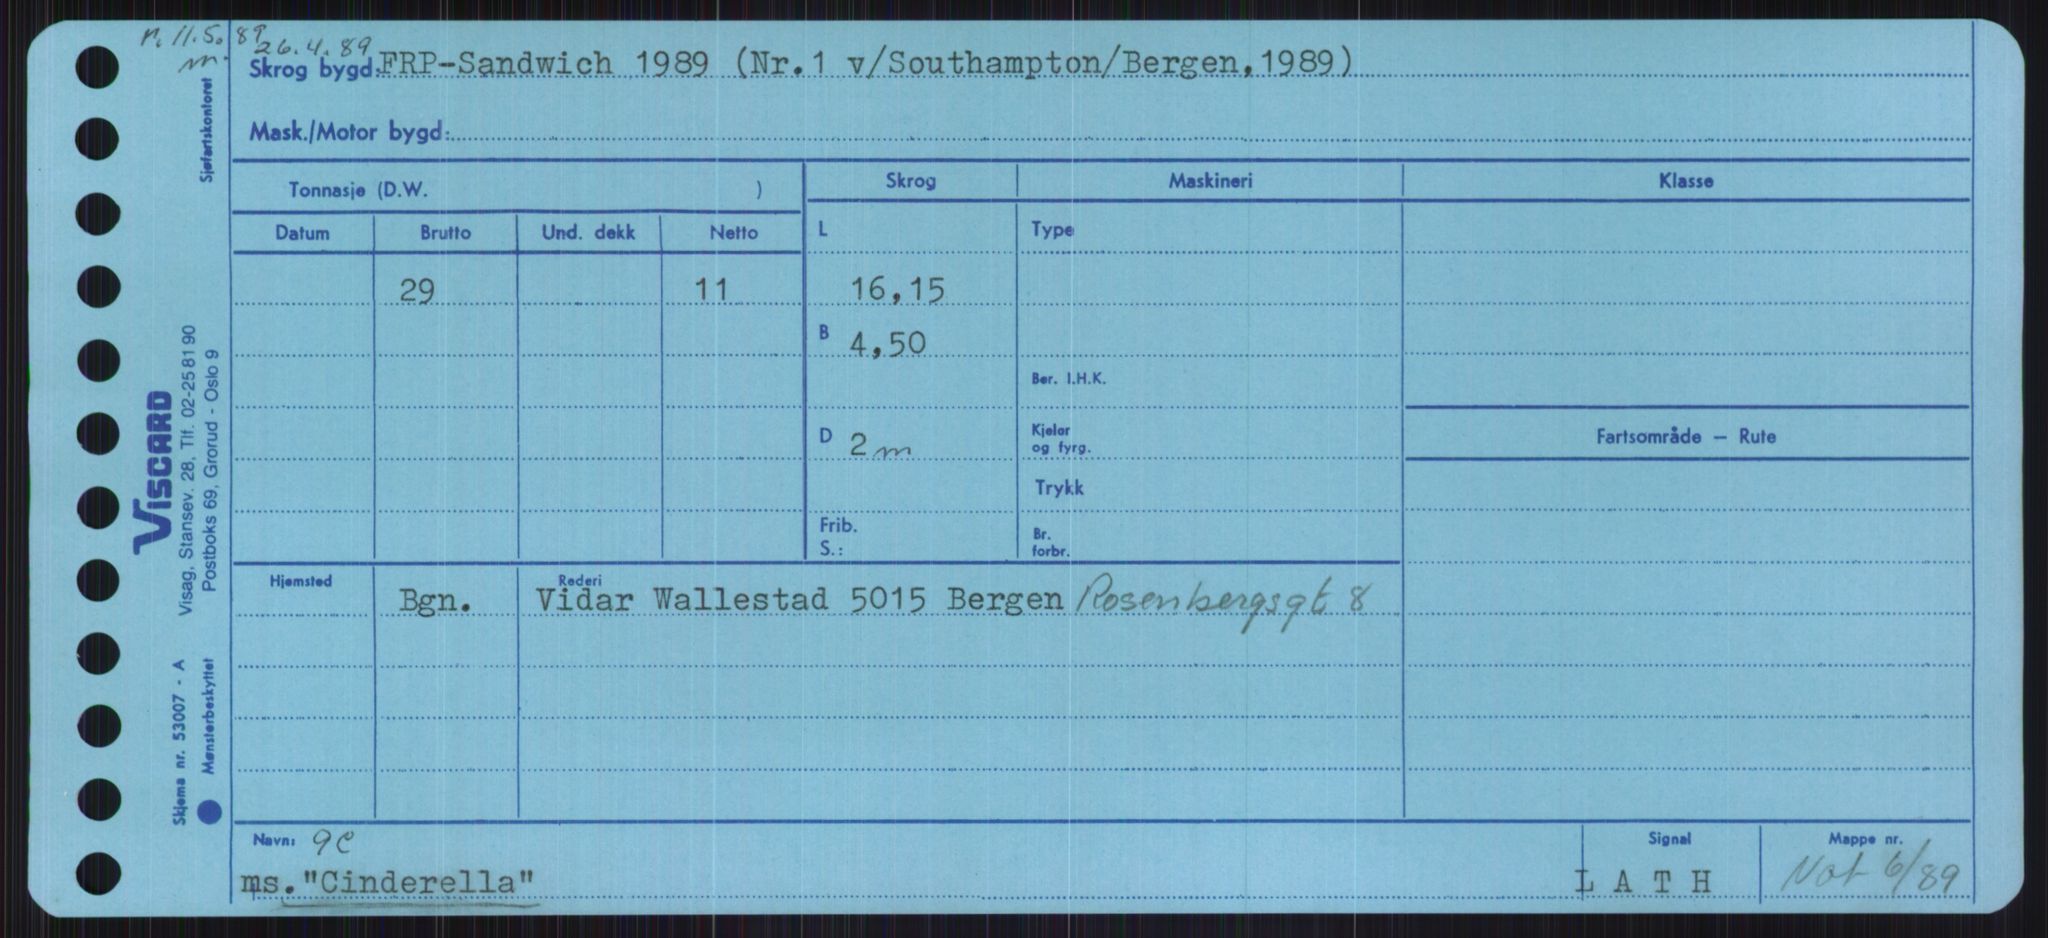 n. 11.5. 89
m. 26.4.89
Skrog bygd: FRP-Sandwich 1989 (Nr.1 v/Southampton/Bergen,1989)
Mask./Motor bygd:
Tonnasje (D.W. )
Skrog Maskineri Klasse
Datum Brutto Und. dekk Netto
L Type
29 11 16,15
B 4,50
Ber. I.H.K.
D 2 m
Kjelar
og fyrg.
Fartsområde — Rute
Trykk
Frib.
S.:
Br.
forbr.
Hjemsted Bgn. Rederi Vidar Wallestad 5015 Bergen Rosenbergsgt 8
Navn: 9c
ms."Cinderella"
Signal
L A T H
Mappe nr.
Not 6/89
Sjøfartskontoret
VISCARD
Visag, Stansev. 28, Tlf. 02-25 81 90
Postboks 69, Grorud - Oslo 9
Skjema nr. 53007 - A
Mønsterbeskyttet